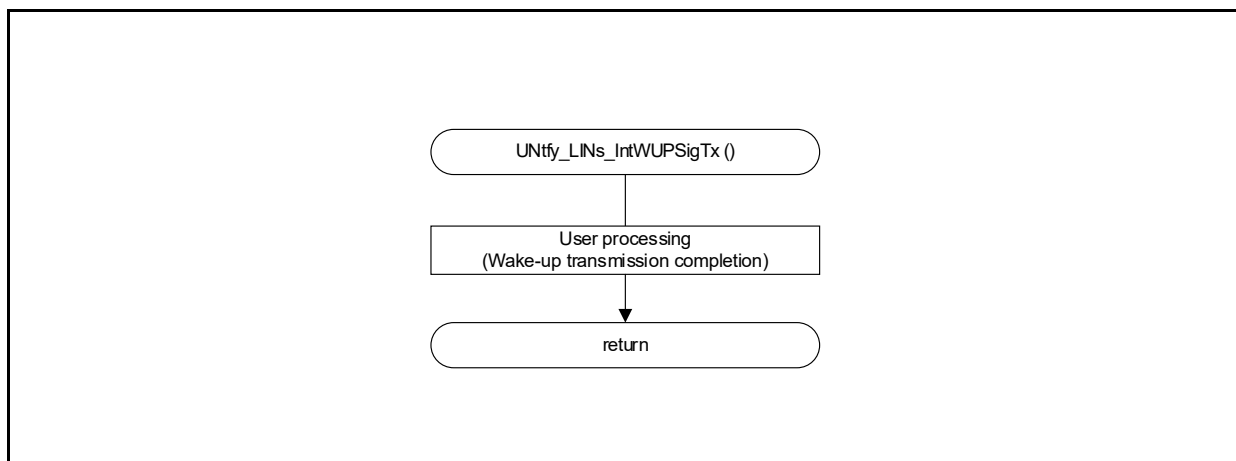 UNtfy_LINs_IntWUPSigTx ()
User processing
(Wake-up transmission completion)
return